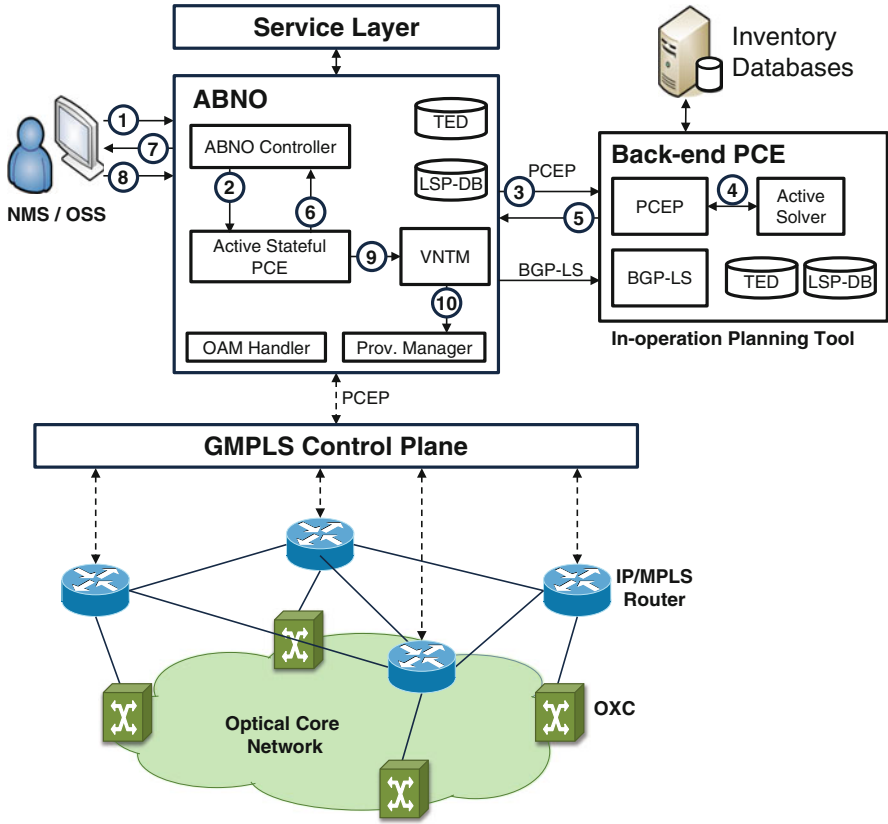 Service Layer
Inventory
Databases
ABNO
TED
1
7
ABNO Controller
Back-end PCE
8
LSP-DB
PCEP
2
3
4
PCEP
Active
Solver
NMS / OSS
6
5
Active Stateful
PCE
9
VNTM
BGP-LS
BGP-LS
TED
LSP-DB
10
OAM Handler
Prov. Manager
In-operation Planning Tool
PCEP
GMPLS Control Plane
IP/MPLS
Router
OXC
Optical Core
Network